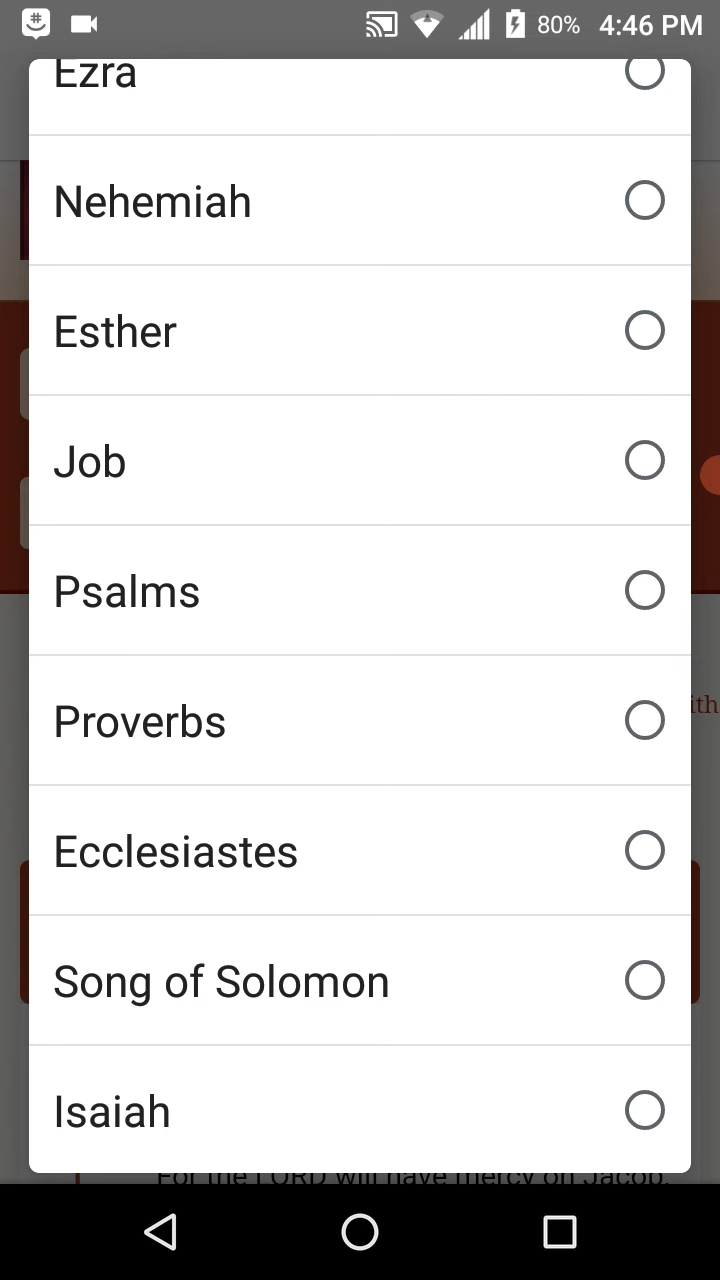 80% 4:46 PM
Ezra
Nehemiah
Esther
Job
Psalms
Proverbs
ith
Ecclesiastes
Song of Solomon
Isaiah
For the LORD will have mercy on Jacob,